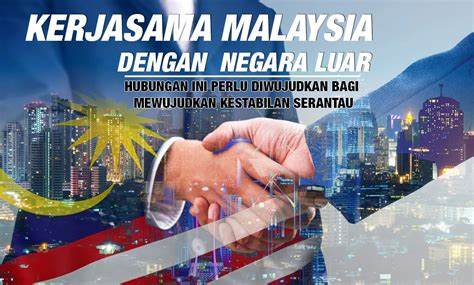 KERJASAMA MALAYSIA
DENGAN NEGARA LUAR
HUBUNGAN INI PERLU DIWUJUDKAN BAGI
MEWUJUDKAN KESTABILAN SERANTAU